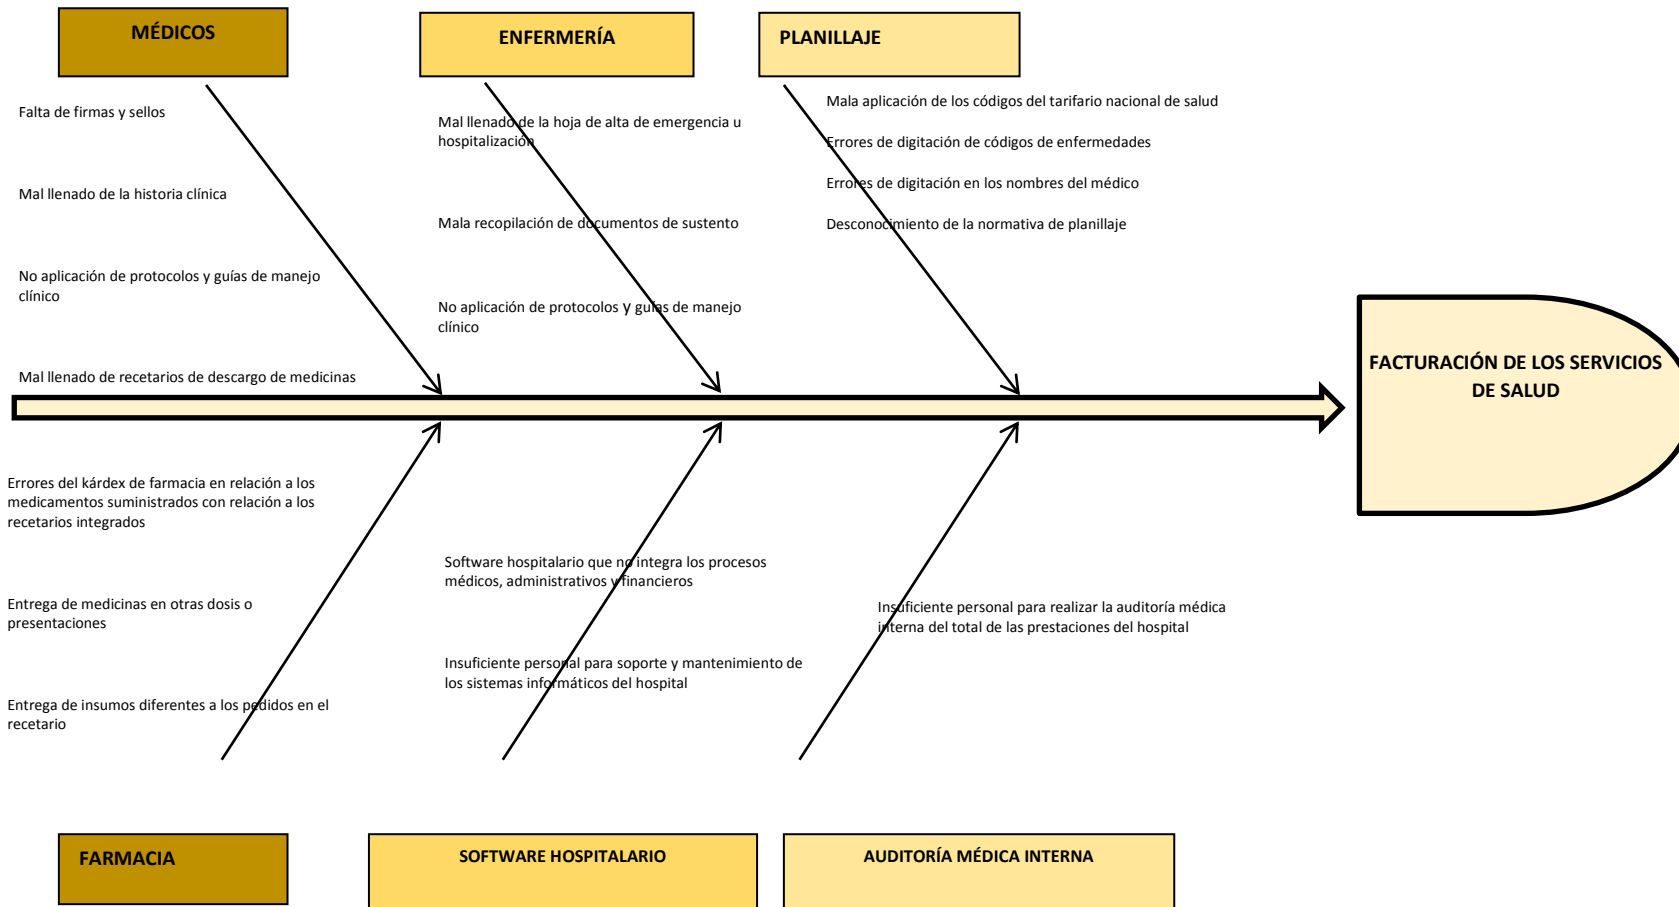 MÉDICOS
ENFERMERÍA
PLANILLAJE
Falta de firmas y sellos
Mal llenado de la historia clínica
No aplicación de protocolos y guías de manejo
clínico
Mal llenado de recetarios de descargo de medicinas
Mal llenado de la hoja de alta de emergencia u
hospitalización
Mala recopilación de documentos de sustento
No aplicación de protocolos y guías de manejo
clínico
Mala aplicación de los códigos del tarifario nacional de salud
Errores de digitación de códigos de enfermedades
Errores de digitación en los nombres del médico
Desconocimiento de la normativa de planillaje
FACTURACIÓN DE LOS SERVICIOS
DE SALUD
Errores del kárdex de farmacia en relación a los
medicamentos suministrados con relación a los
recetarios integrados
Entrega de medicinas en otras dosis o
presentaciones
Entrega de insumos diferentes a los pedidos en el
recetario
Software hospitalario que no integra los procesos
médicos, administrativos y financieros
Insuficiente personal para soporte y mantenimiento de
los sistemas informáticos del hospital
Insuficiente personal para realizar la auditoría médica
interna del total de las prestaciones del hospital
FARMACIA
SOFTWARE HOSPITALARIO
AUDITORÍA MÉDICA INTERNA